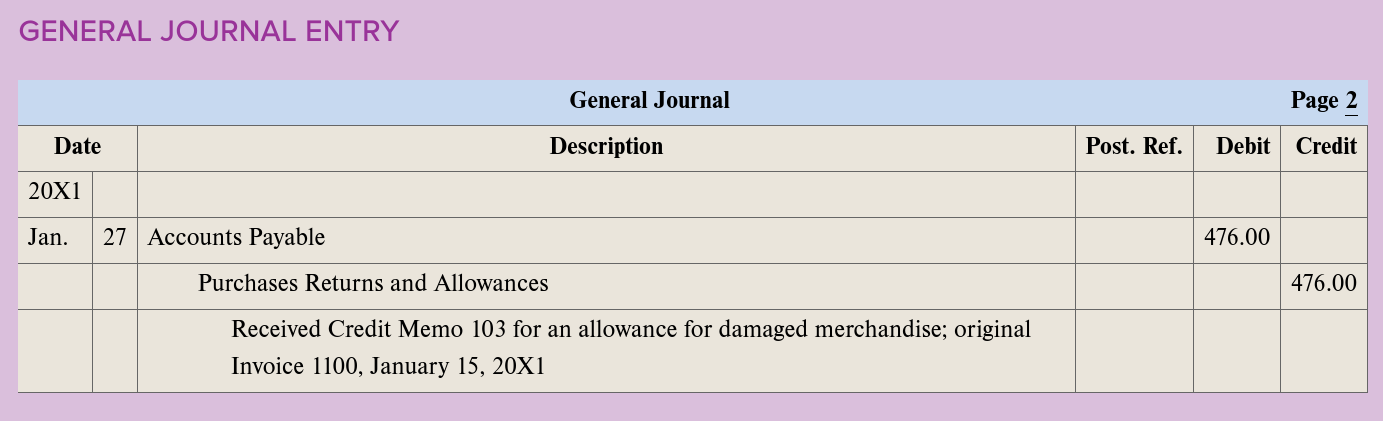 GENERAL JOURNAL ENTRY
General Journal Page 2
Date Description Post. Ref. Debit Credit
20X1
Jan. 27 Accounts Payable 476.00
Purchases Returns and Allowances 476.00
Received Credit Memo 103 for an allowance for damaged merchandise; original
Invoice 1100, January 15, 20X1